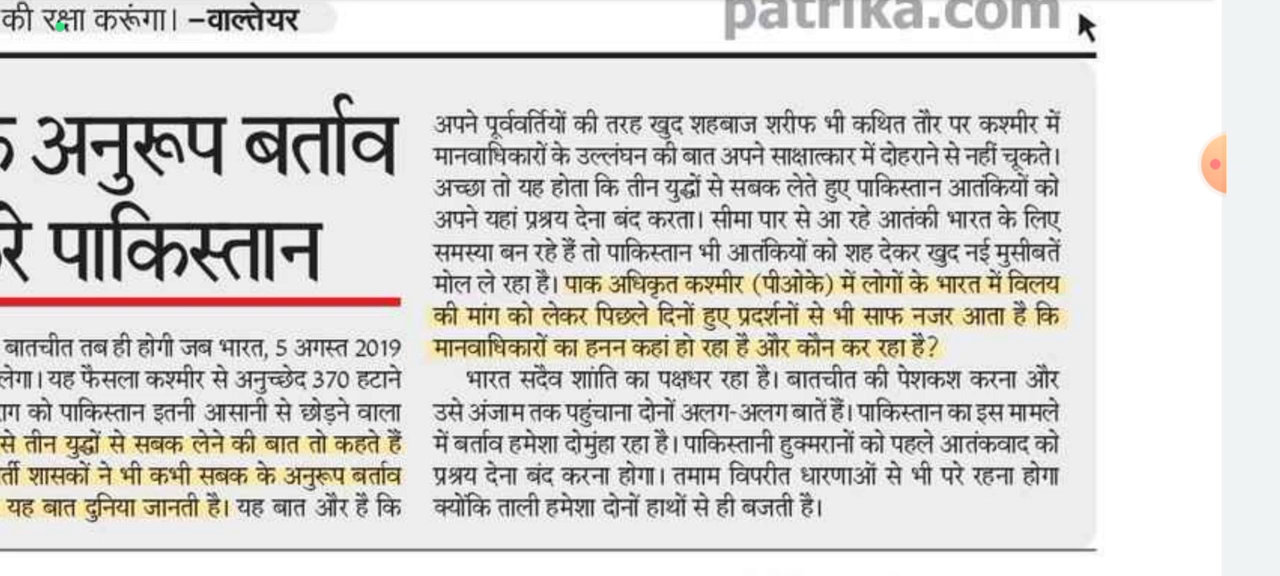 की रक्षा करूंगा। –वाल्तेयर
patrika.com
अनुरूप बर्ताव
रे पाकिस्तान
बातचीत तब ही होगी जब भारत, 5 अगस्त 2019
लेगा। यह फैसला कश्मीर से अनुच्छेद 370 हटाने
को पाकिस्तान इतनी आसानी से छोड़ने वाला
से तीन युद्धों से सबक लेने की बात तो कहते हैं
र्ती शासकों ने भी कभी सबक के अनुरूप बर्ताव
यह बात दुनिया जानती है। यह बात और है कि
अपने पूर्ववर्तियों की तरह खुद शहबाज शरीफ भी कथित तौर पर कश्मीर में
मानवाधिकारों के उल्लंघन की बात अपने साक्षात्कार में दोहराने से नहीं चूकते।
अच्छा तो यह होता कि तीन युद्धों से सबक लेते हुए पाकिस्तान आतंकियों को
अपने यहां प्रश्रय देना बंद करता। सीमा पार से आ रहे आतंकी भारत के लिए
समस्या बन रहे हैं तो पाकिस्तान भी आतंकियों को शह देकर खुद नई मुसीबतें
मोल ले रहा है। पाक अधिकृत कश्मीर (पीओके) में लोगों के भारत में विलय
की मांग को लेकर पिछले दिनों हुए प्रदर्शनों से भी साफ नजर आता है कि
मानवाधिकारों का हनन कहां हो रहा है और कौन कर रहा है?
भारत सदैव शांति का पक्षधर रहा है। बातचीत की पेशकश करना और
उसे अंजाम तक पहुंचाना दोनों अलग-अलग बातें हैं। पाकिस्तान का इस मामले
में बर्ताव हमेशा दोमुंहा रहा है। पाकिस्तानी हुक्मरानों को पहले आतंकवाद को
प्रश्रय देना बंद करना होगा। तमाम विपरीत धारणाओं से भी परे रहना होगा
क्योंकि ताली हमेशा दोनों हाथों से ही बजती है।